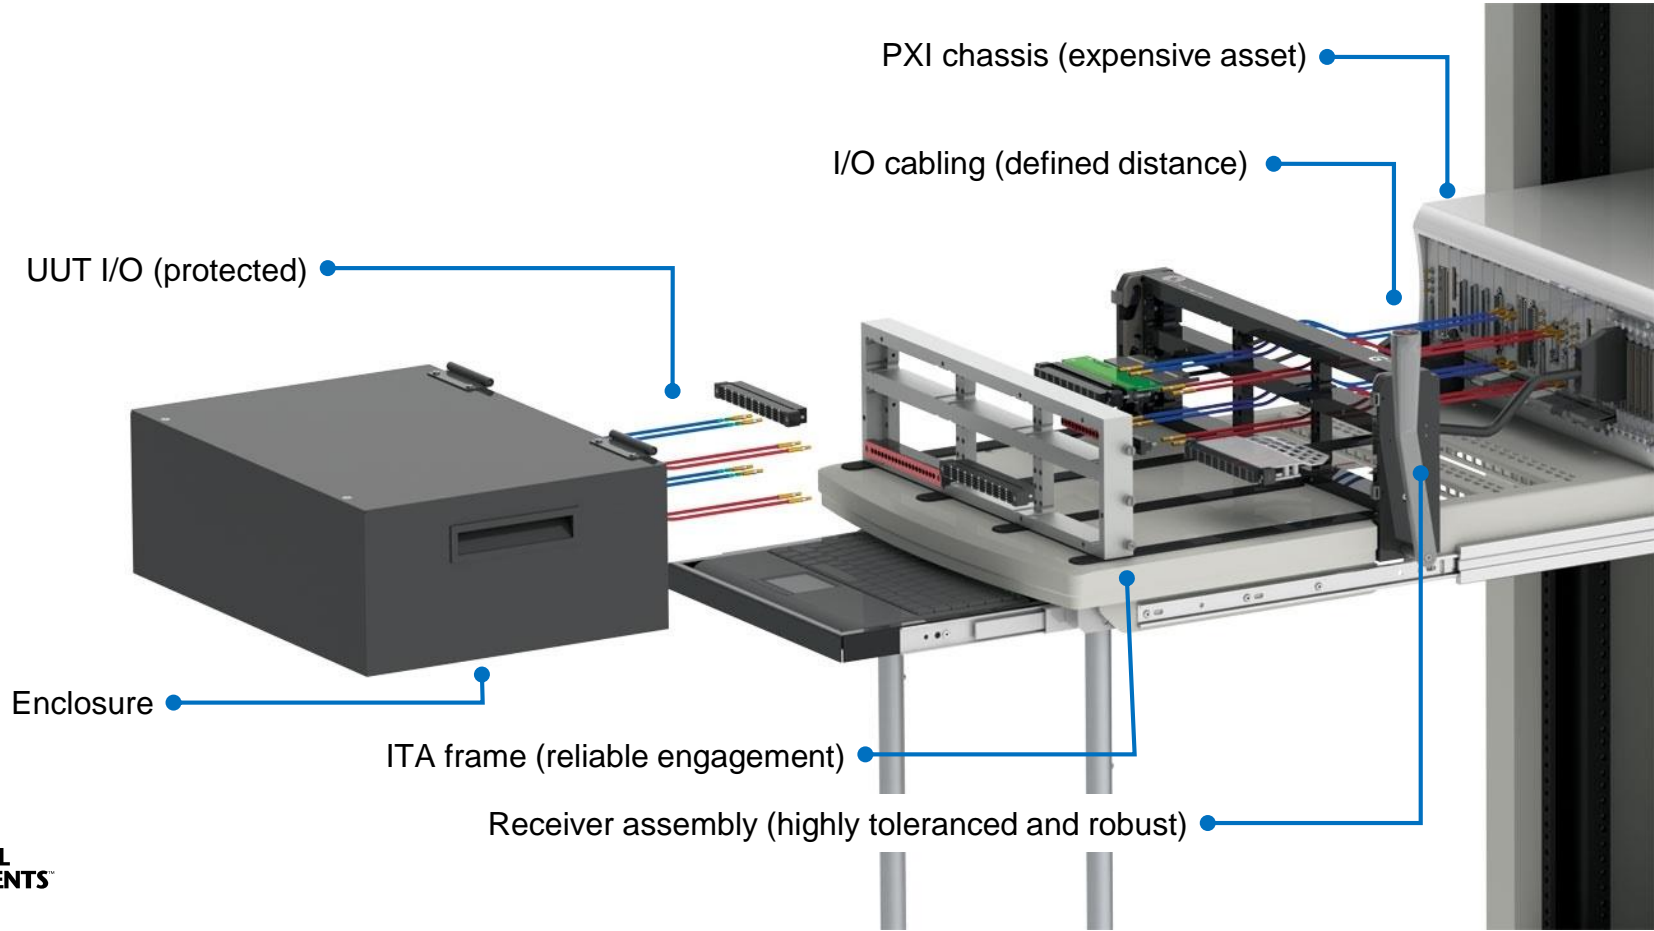 PXI chassis (expensive asset)
I/O cabling (defined distance)
UUT I/O (protected)
Enclosure
ITA frame (reliable engagement)
Receiver assembly (highly toleranced and robust)
L
ENTS™